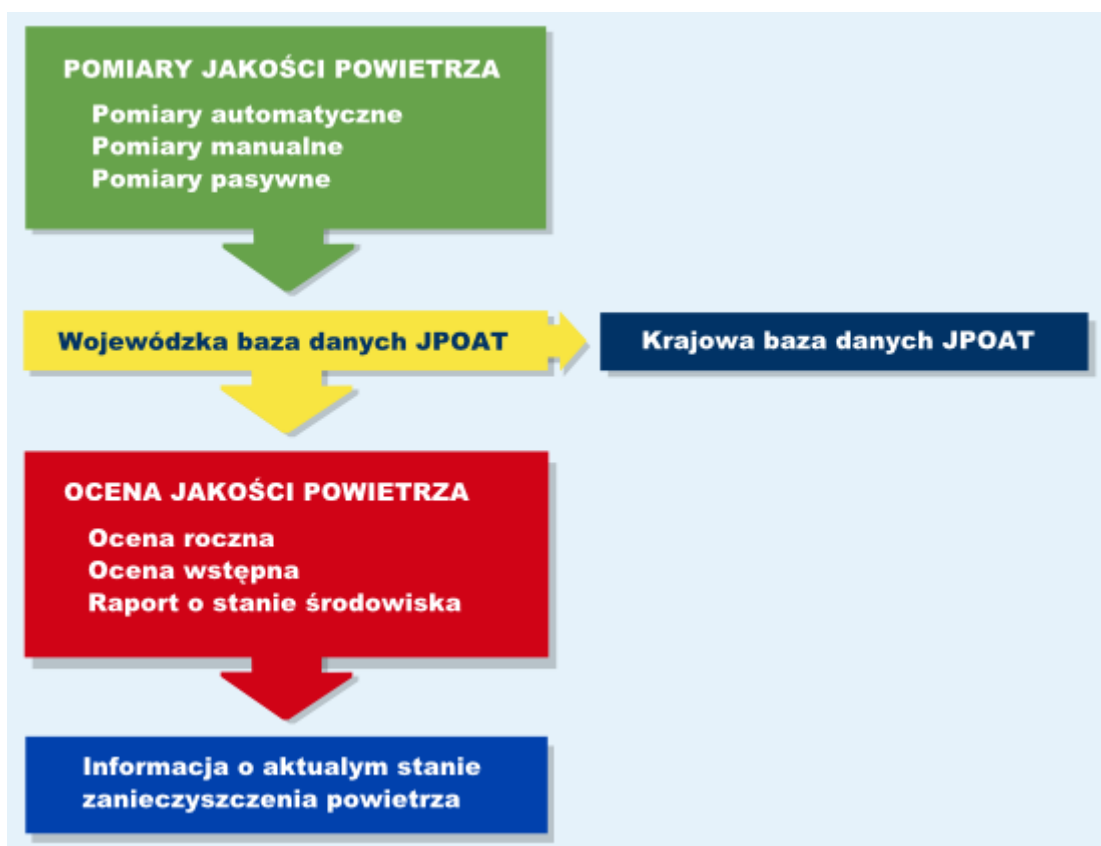 POMIARY JAKOŚCI POWIETRZA
Pomiary automatyczne
Pomiary manualne
Pomiary pasywne
Wojewódzka baza danych JPOAT
Krajowa baza danych JPOAT
OCENA JAKOŚCI POWIETRZA
Ocena roczna
Ocena wstępna
Raport o stanie środowiska
Informacja o aktualym stanie
zanieczyszczenia powietrza